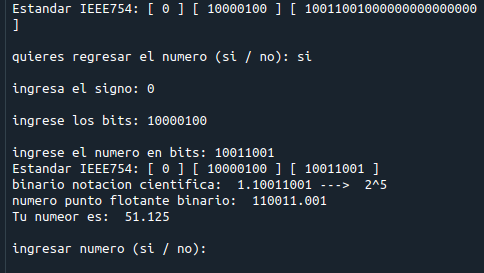 Estandar IEEE754: [ 0 ] [ 10000100 ] [ 10011001000000000000000
]
quieres regresar el numero (si / no): si
ingresa el signo: 0
ingrese los bits: 10000100
ingrese el numero en bits: 10011001
Estandar IEEE754: [ 0 ] [ 10000100 ] [ 10011001 ]
binario notacion cientifica:  1.10011001 --->  2^5
numero punto flotante binario:  110011.001
Tu numeor es:  51.125
ingresar numero (si / no):